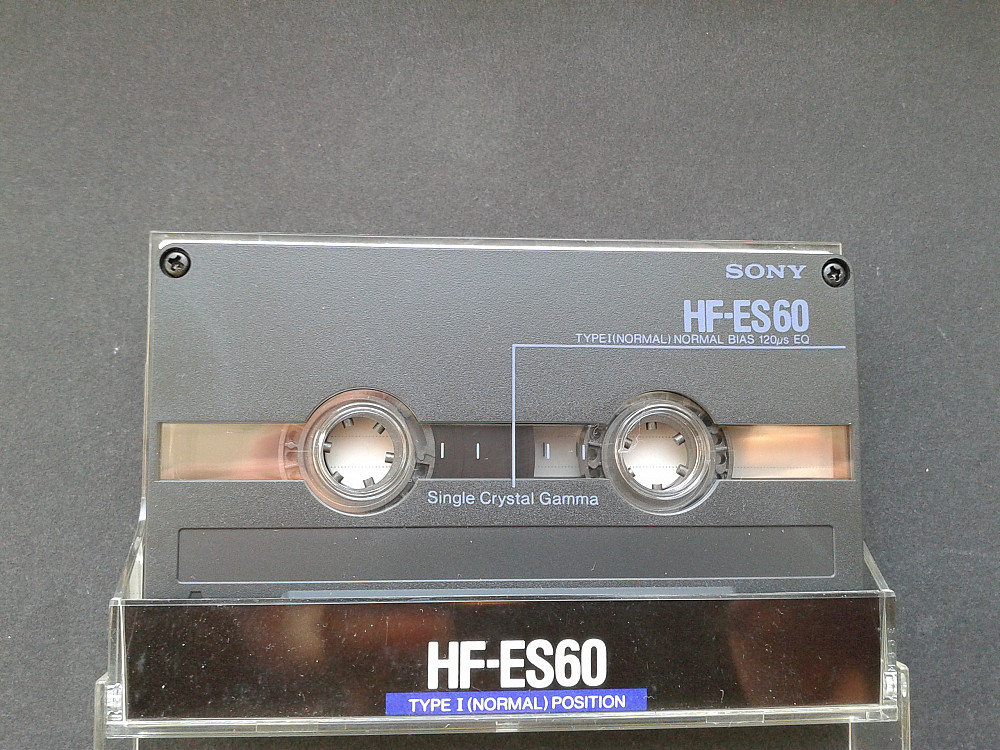 SONY
HF-ES60
TYPE I (NORMAL) NORMAL BIAS 120μs EQ
Single Crystal Gamma
HF-ES60
TYPE I (NORMAL) POSITION